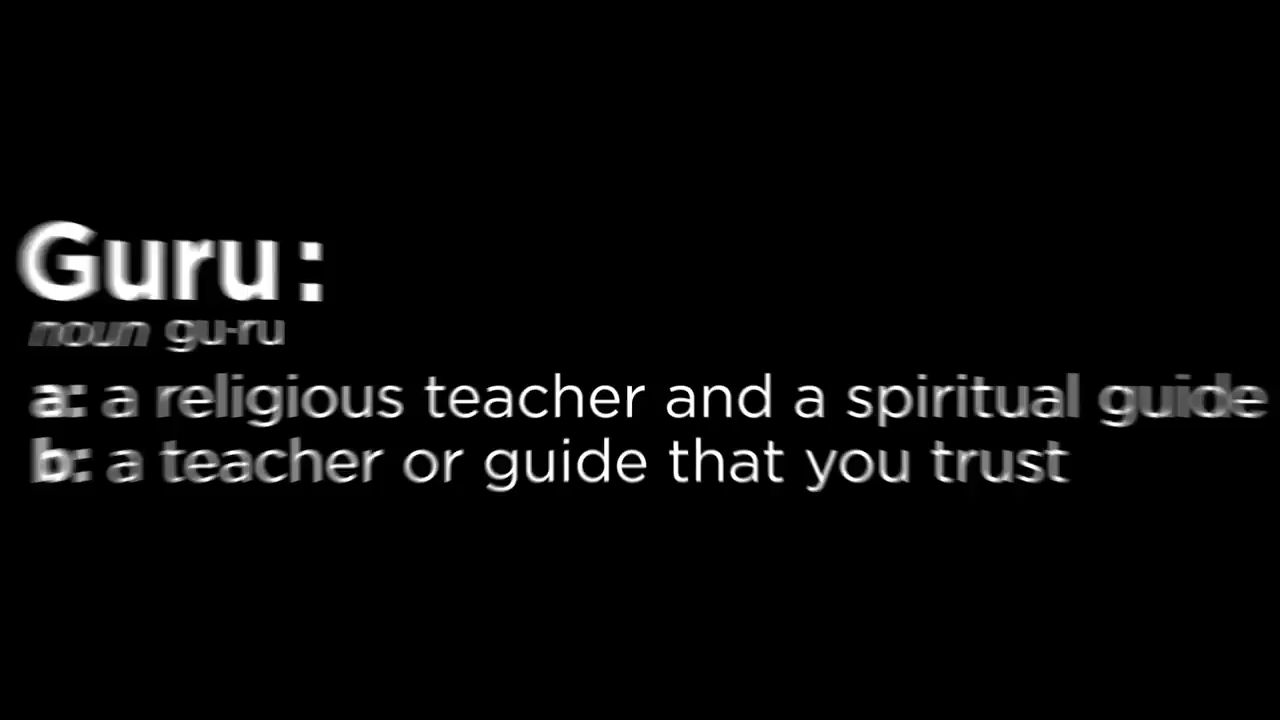 Guru:
noun gu·ru
a: a religious teacher and a spiritual guide
b: a teacher or guide that you trust